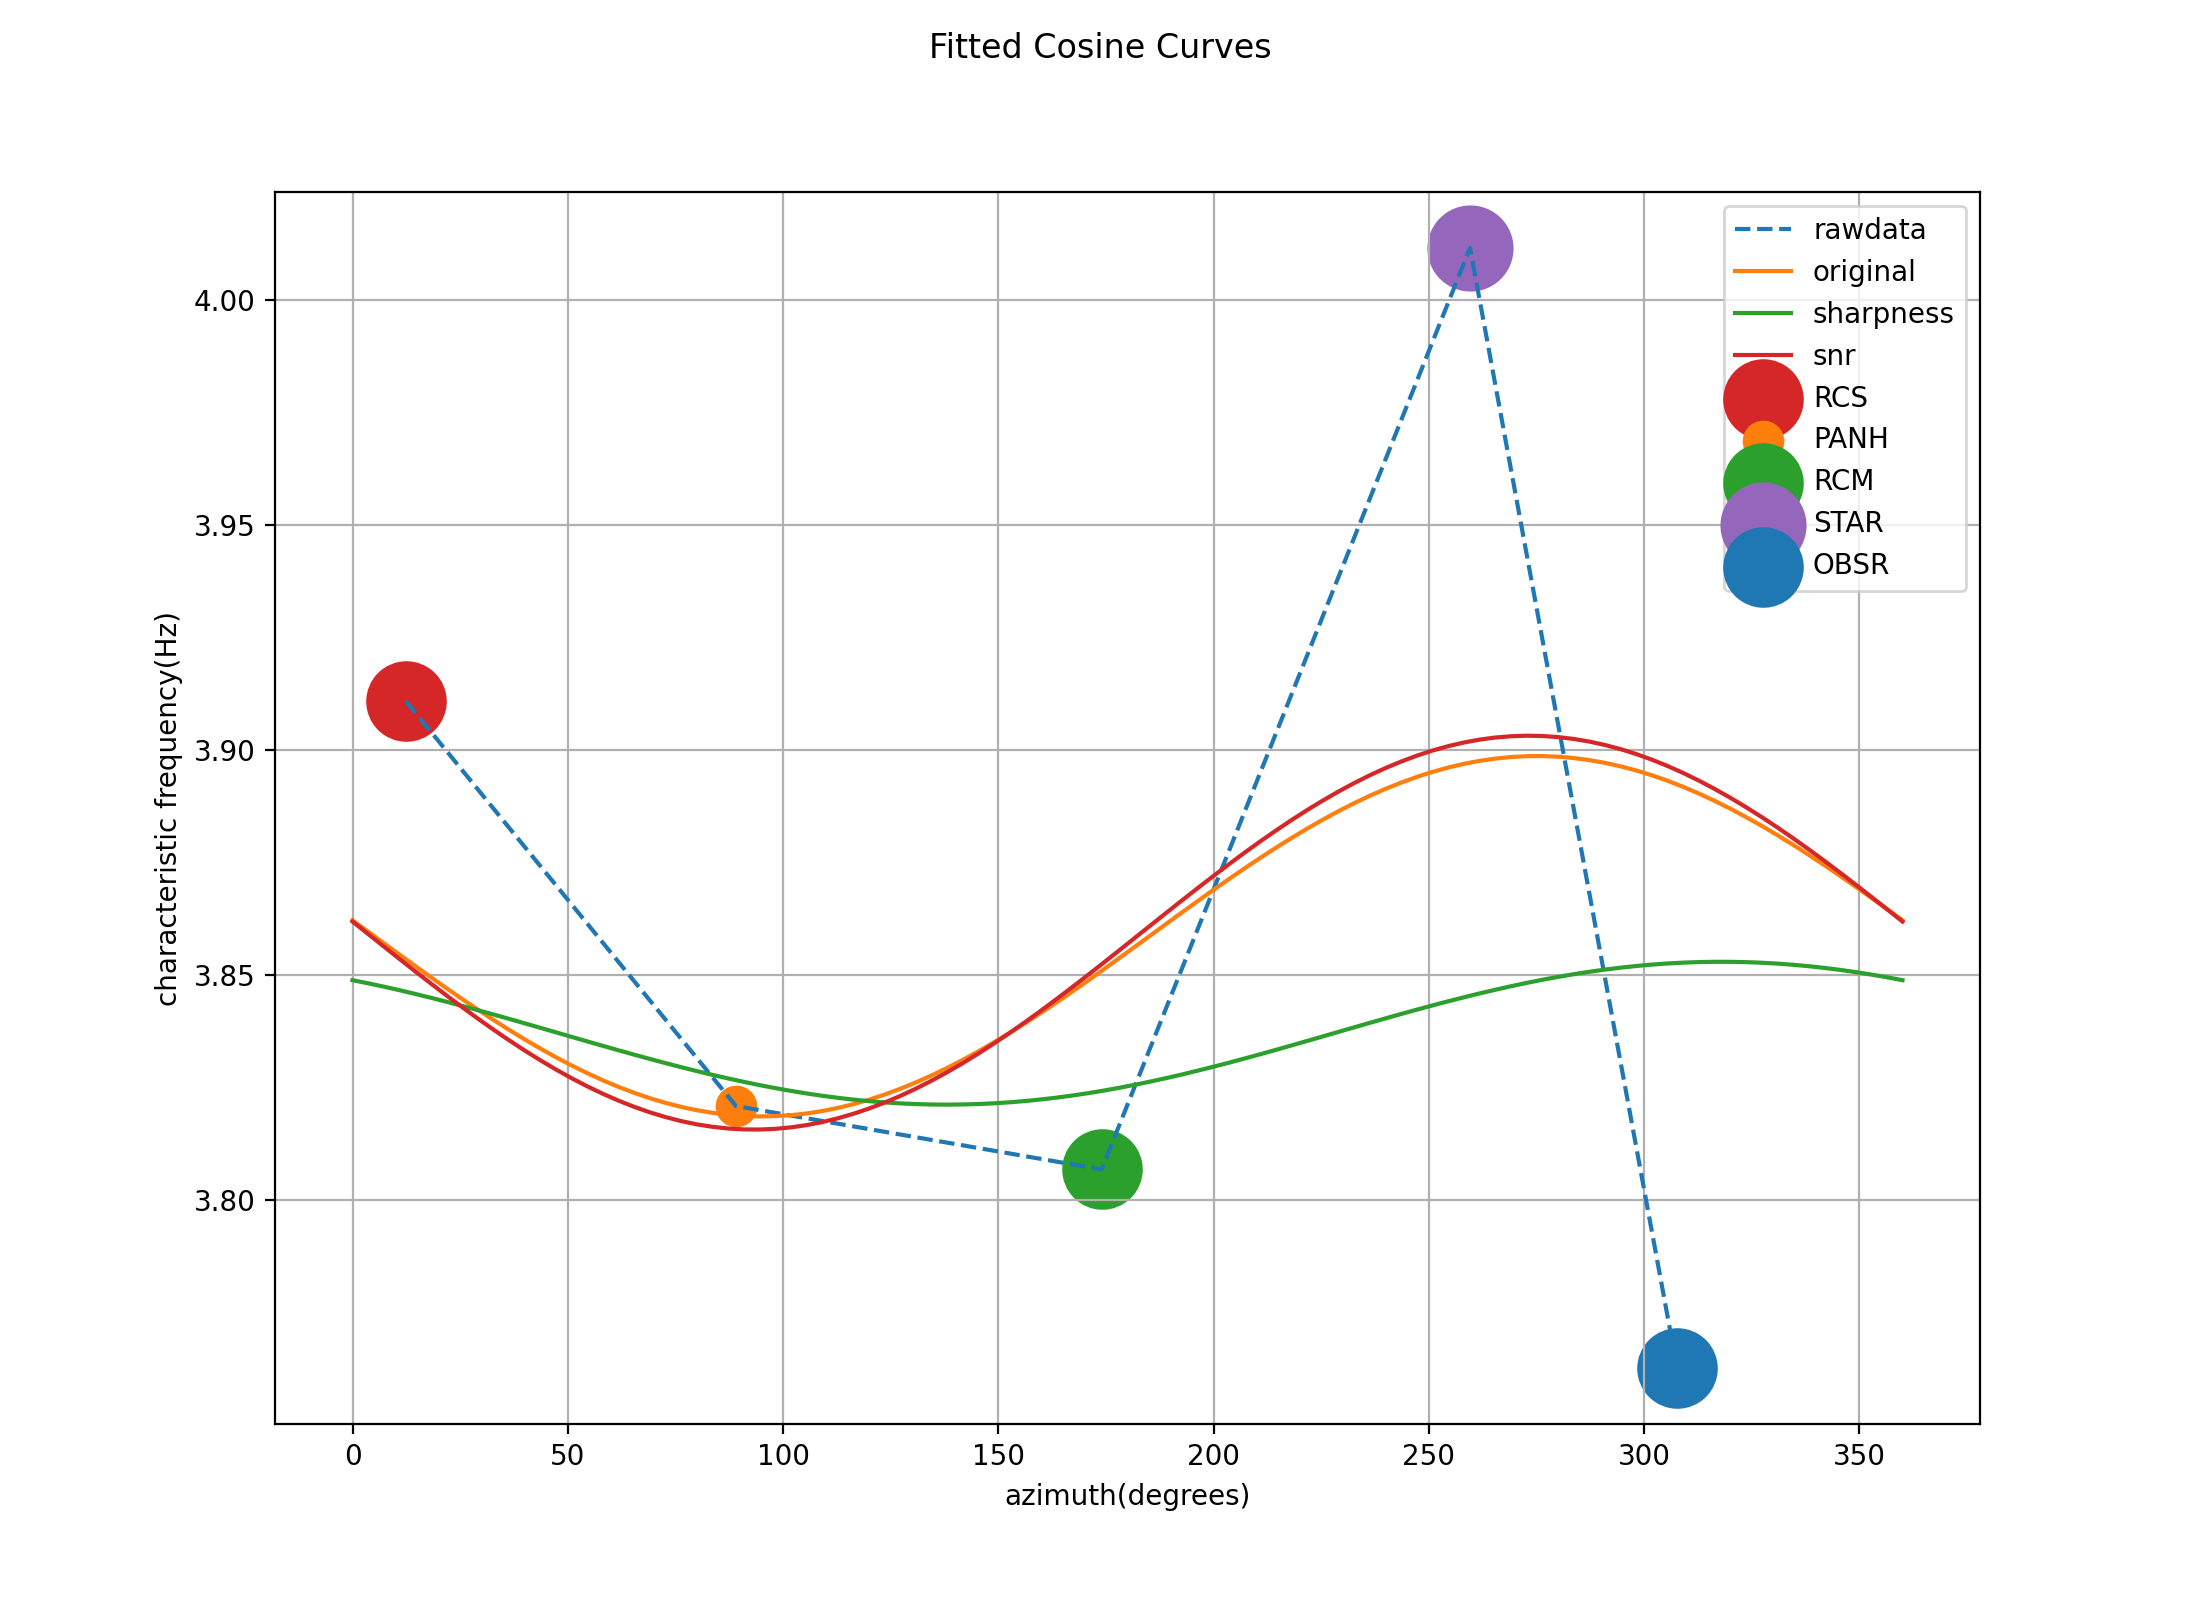 Fitted Cosine Curves
rawdata
original
sharpness
snr
RCS
PANH
RCM
STAR
OBSR
characteristic frequency(Hz)
4.00
3.95
3.90
3.85
3.80
0 50 100 150 200 250 300 350
azimuth(degrees)